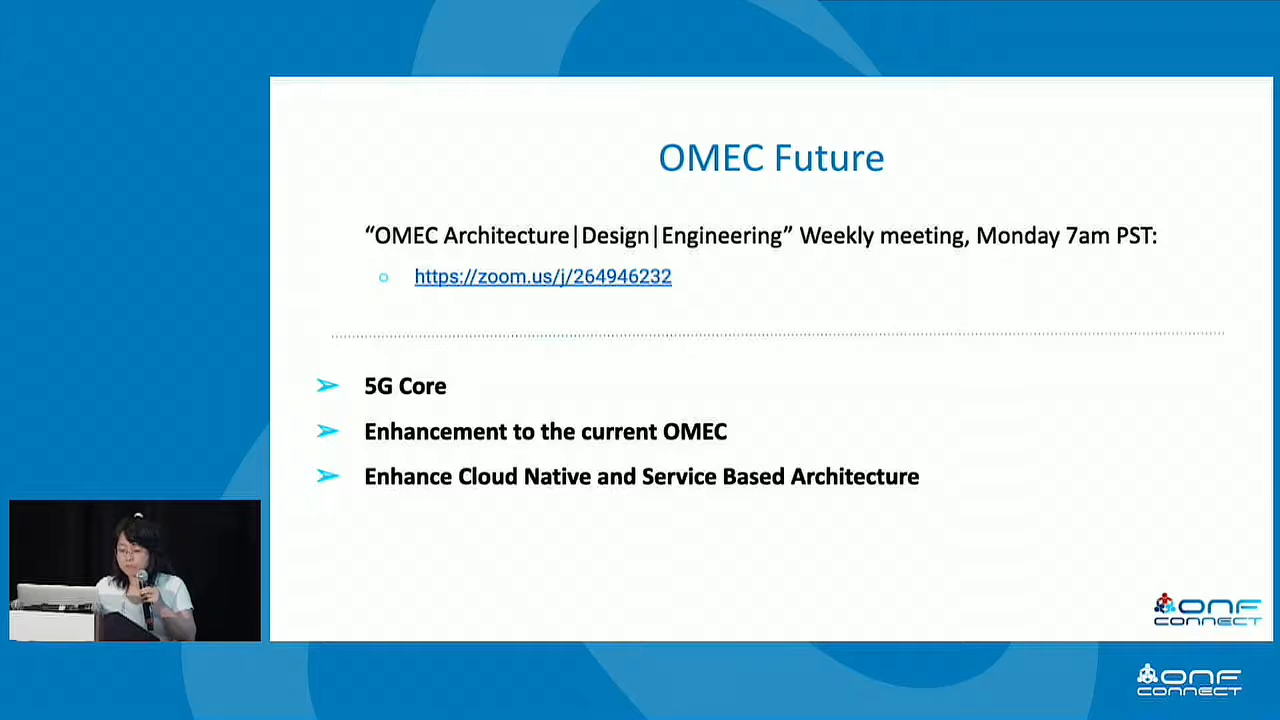 OMEC Future
“OMEC Architecture|Design|Engineering” Weekly meeting, Monday 7am PST:
https://zoom.us/j/264946232
5G Core
Enhancement to the current OMEC
Enhance Cloud Native and Service Based Architecture
ONF
CONNECT
ONF
CONNECT